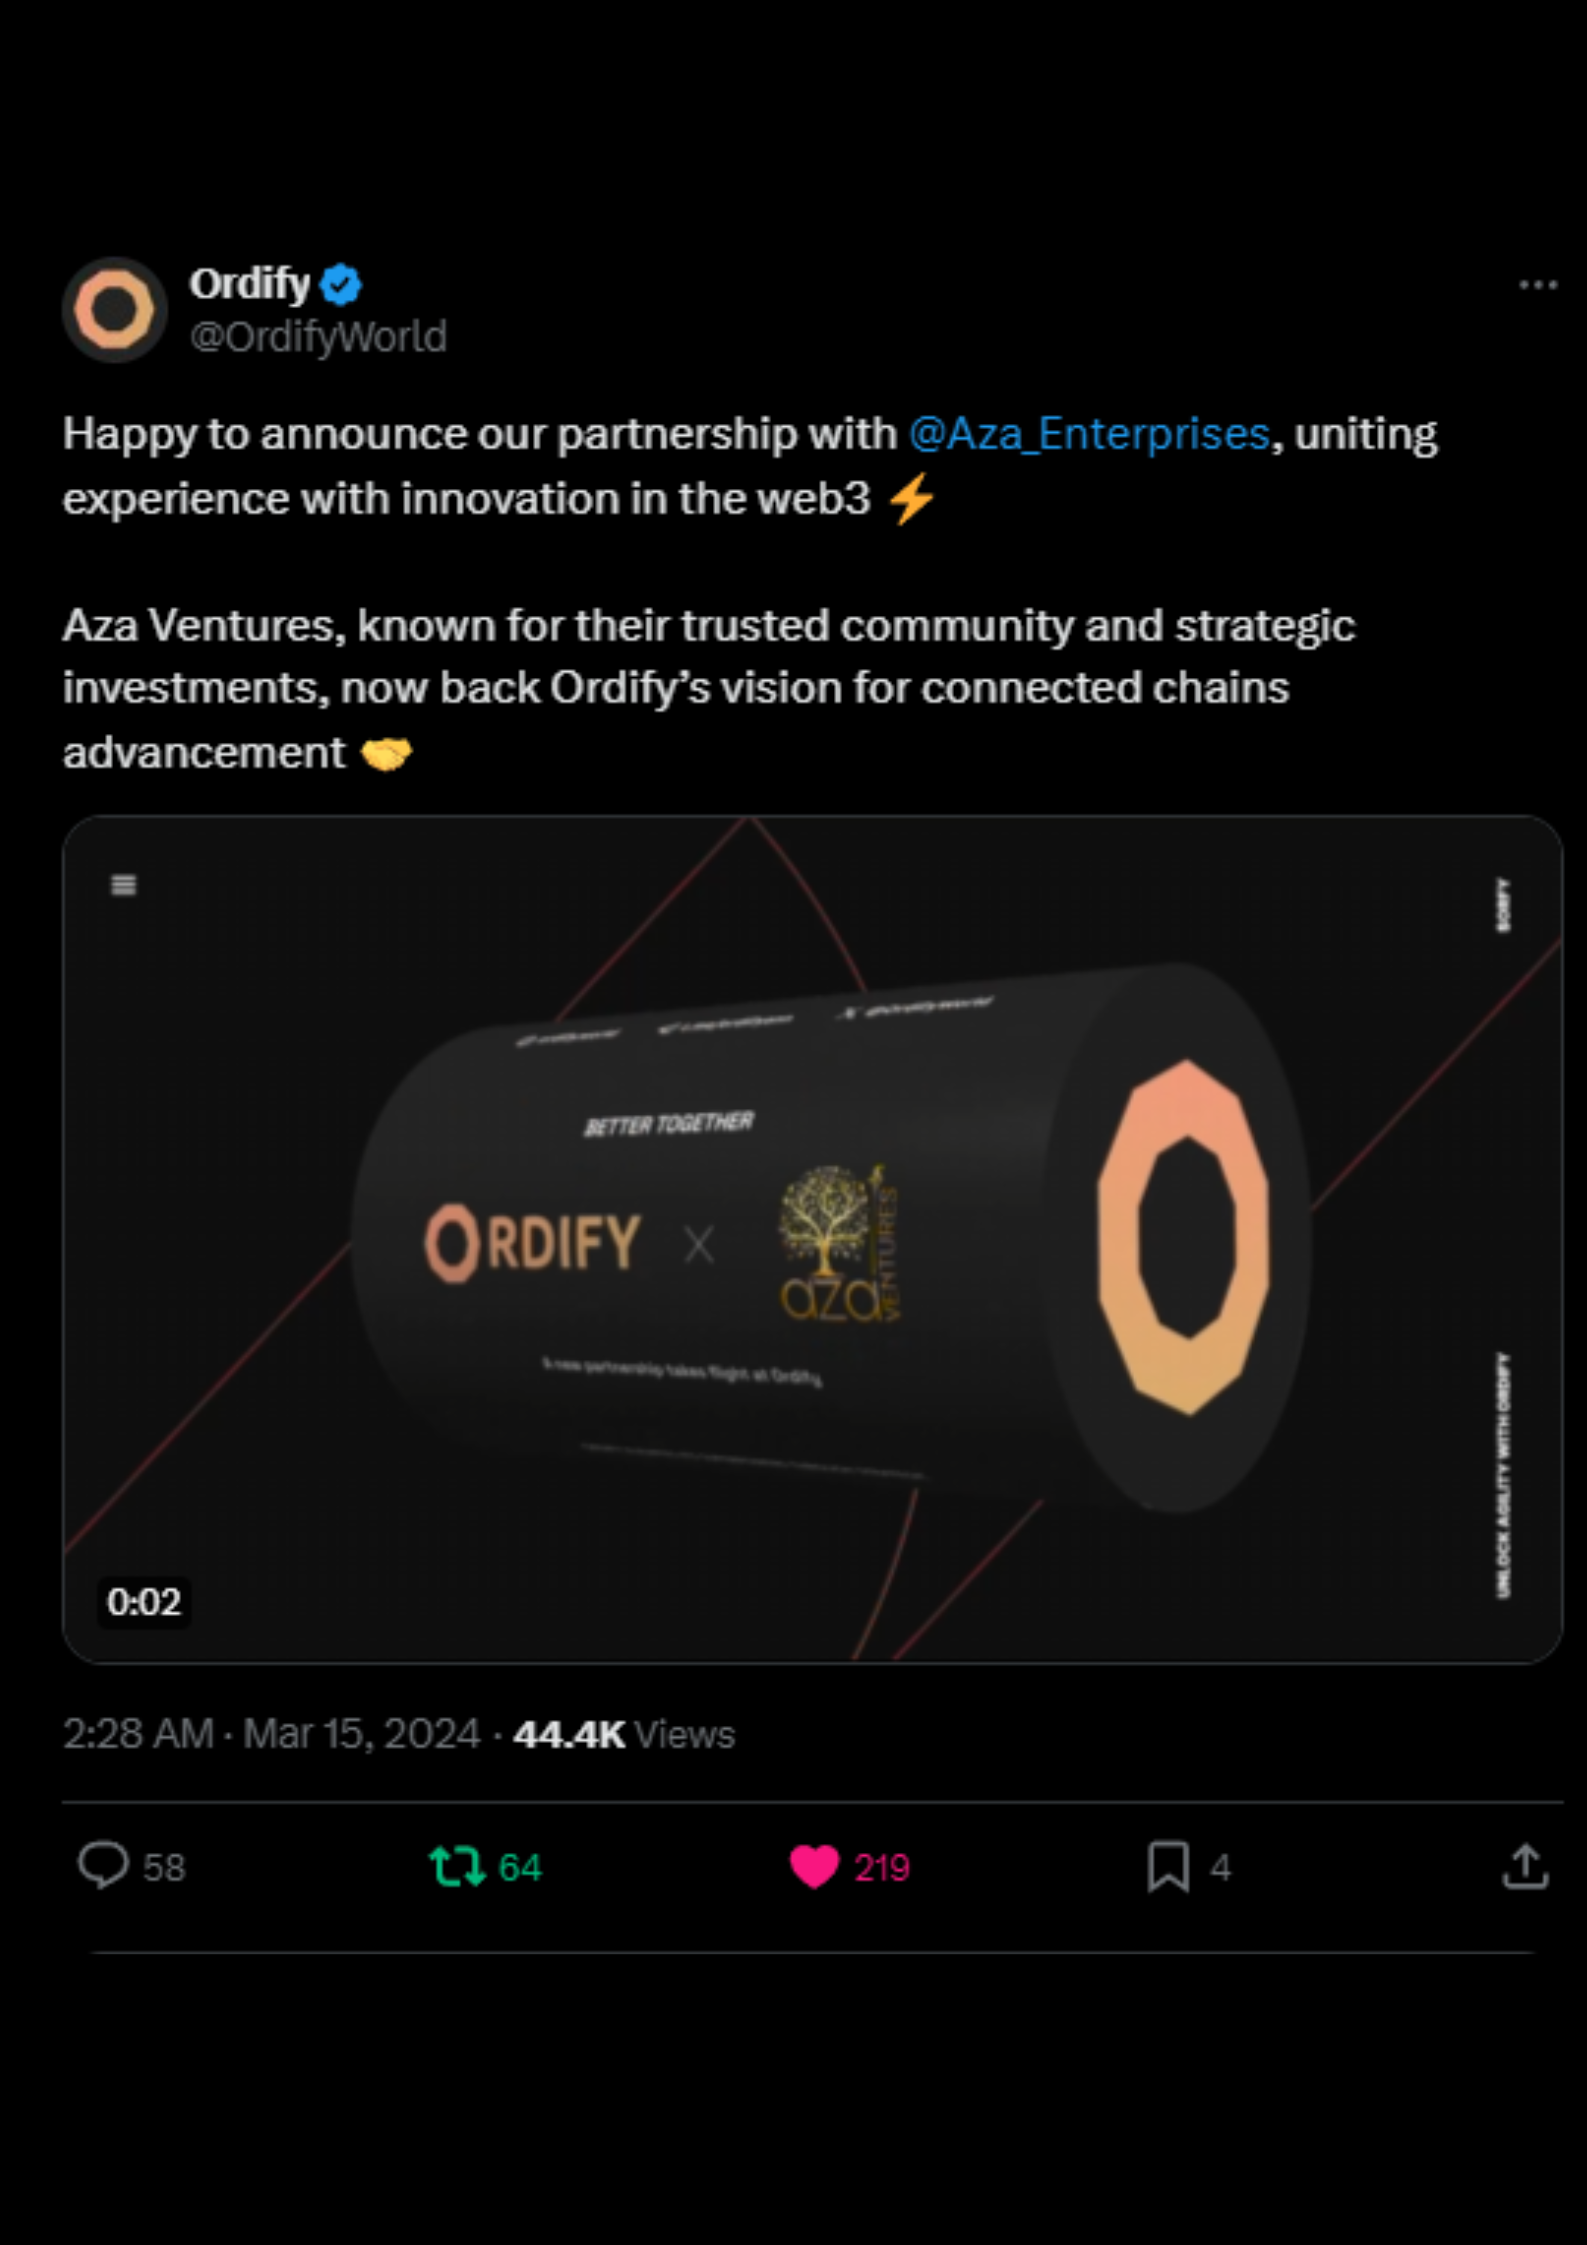 Ordify
@OrdifyWorld
Happy to announce our partnership with @Aza_Enterprises, uniting
experience with innovation in the web3 ⚡
Aza Ventures, known for their trusted community and strategic
investments, now back Ordify’s vision for connected chains
advancement 🤝
$ORFY
BETTER TOGETHER
ORDIFY X aza VENTURES
A new partnership takes flight at Ordify
UNLOCK AGILITY WITH ORDIFY
0:02
2:28 AM · Mar 15, 2024 · 44.4K Views
58 64 219 4